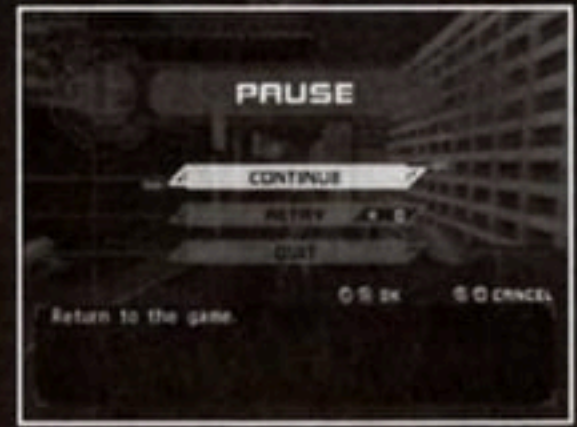 PAUSE
CONTINUE
RETRY
QUIT
OK CANCEL
Return to the game.